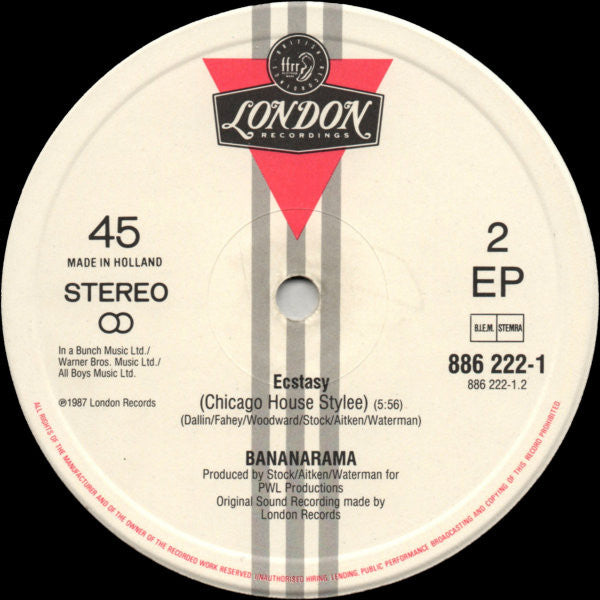 BRITISH RECORDINGS
ffrr
LONDON
RECORDINGS
45
MADE IN HOLLAND
STEREO
2
EP
B.I.E.M. STEMRA
886 222-1
886 222-1.2
In a Bunch Music Ltd./
Warner Bros. Music Ltd./
All Boys Music Ltd.
℗1987 London Records
Ecstasy
(Chicago House Stylee) (5:56)
(Dallin/Fahey/Woodward/Stock/Aitken/Waterman)
BANANARAMA
Produced by Stock/Aitken/Waterman for
PWL Productions
Original Sound Recording made by
London Records
ALL RIGHTS OF THE MANUFACTURER AND OF THE OWNER OF THE RECORDED WORK RESERVED. UNAUTHORISED HIRING, LENDING, PUBLIC PERFORMANCE BROADCASTING AND COPYING OF THIS RECORD PROHIBITED.